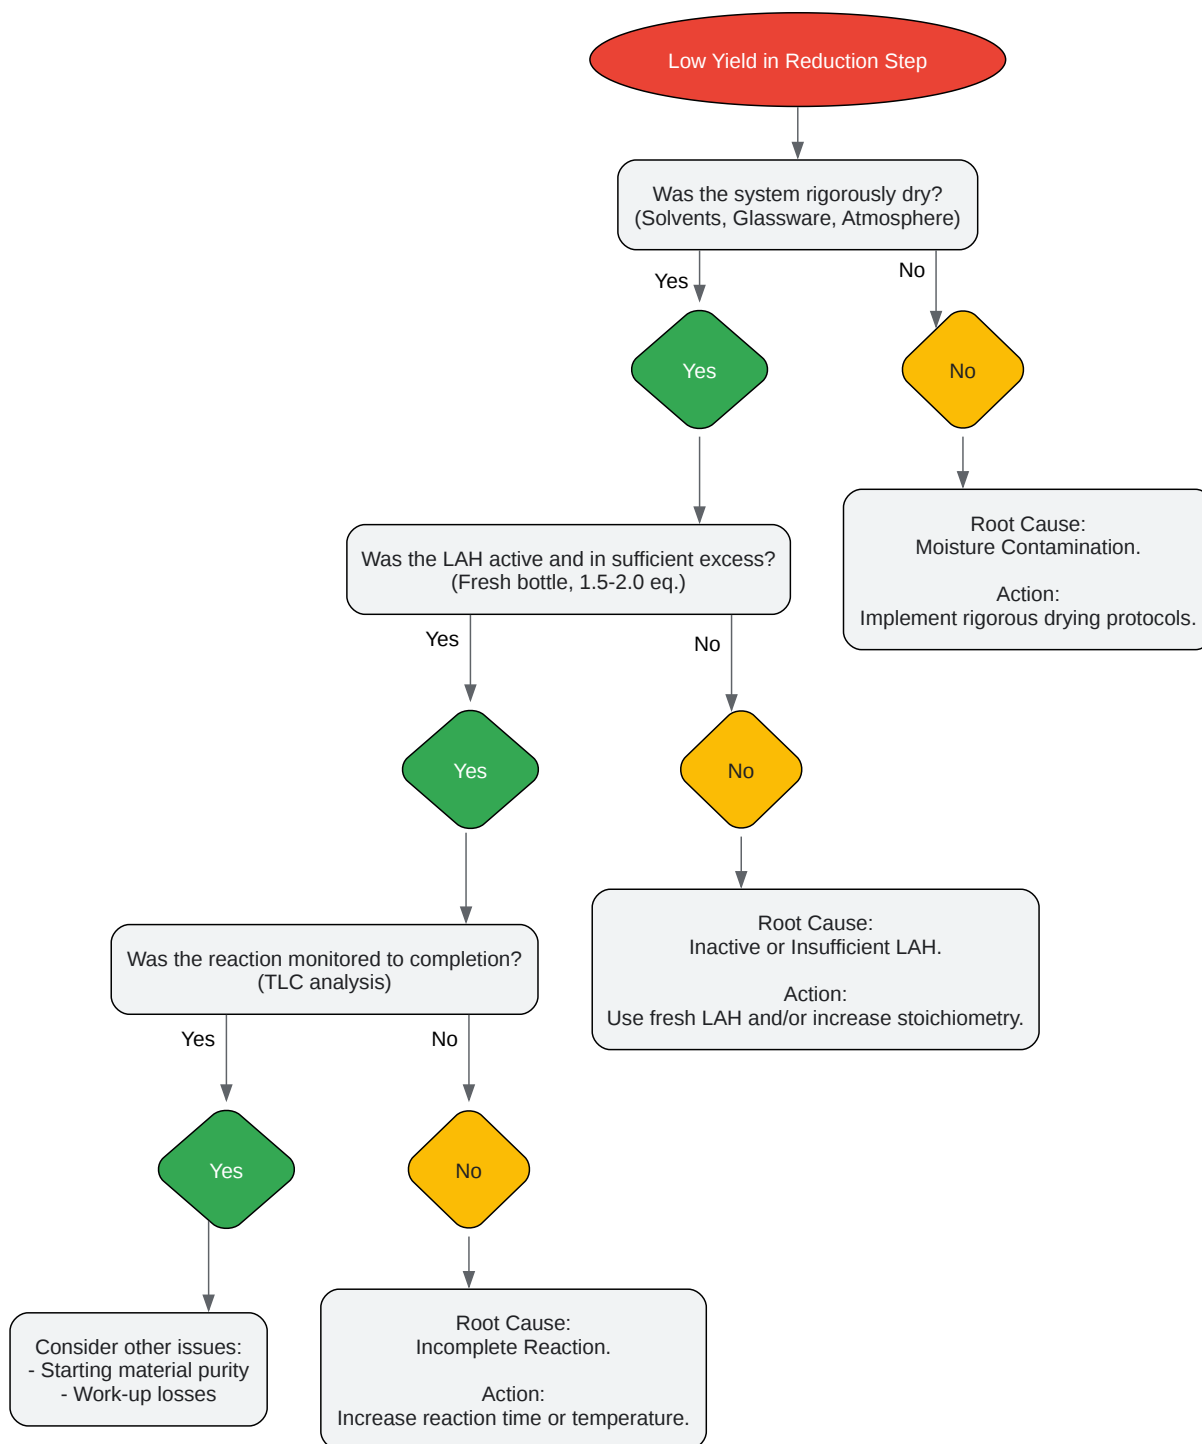 Low Yield in Reduction Step
Was the system rigorously dry?
(Solvents, Glassware, Atmosphere)
Yes
No
Yes
No
Root Cause:
Moisture Contamination.
Action:
Implement rigorous drying protocols.
Was the LAH active and in sufficient excess?
(Fresh bottle, 1.5-2.0 eq.)
Yes
No
Yes
No
Root Cause:
Inactive or Insufficient LAH.
Action:
Use fresh LAH and/or increase stoichiometry.
Was the reaction monitored to completion?
(TLC analysis)
Yes
No
Yes
No
Root Cause:
Incomplete Reaction.
Action:
Increase reaction time or temperature.
Consider other issues:
- Starting material purity
- Work-up losses